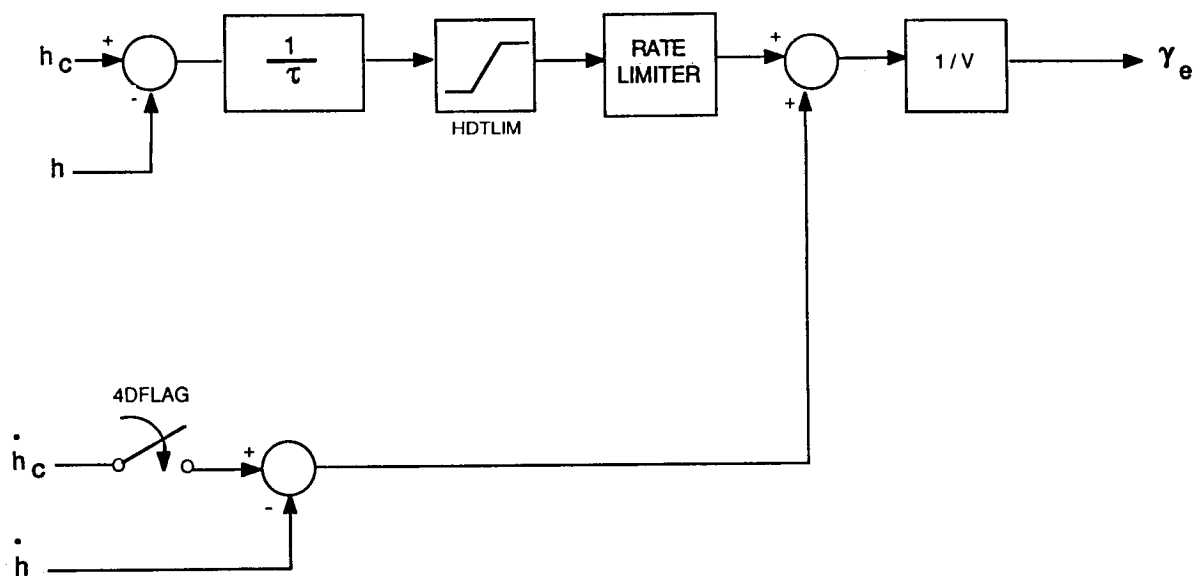 h c + -
1
τ
HDTLIM
RATE
LIMITER
+
+
1 / V
γ e
h
4DFLAG
ḣ c
+
-
ḣ